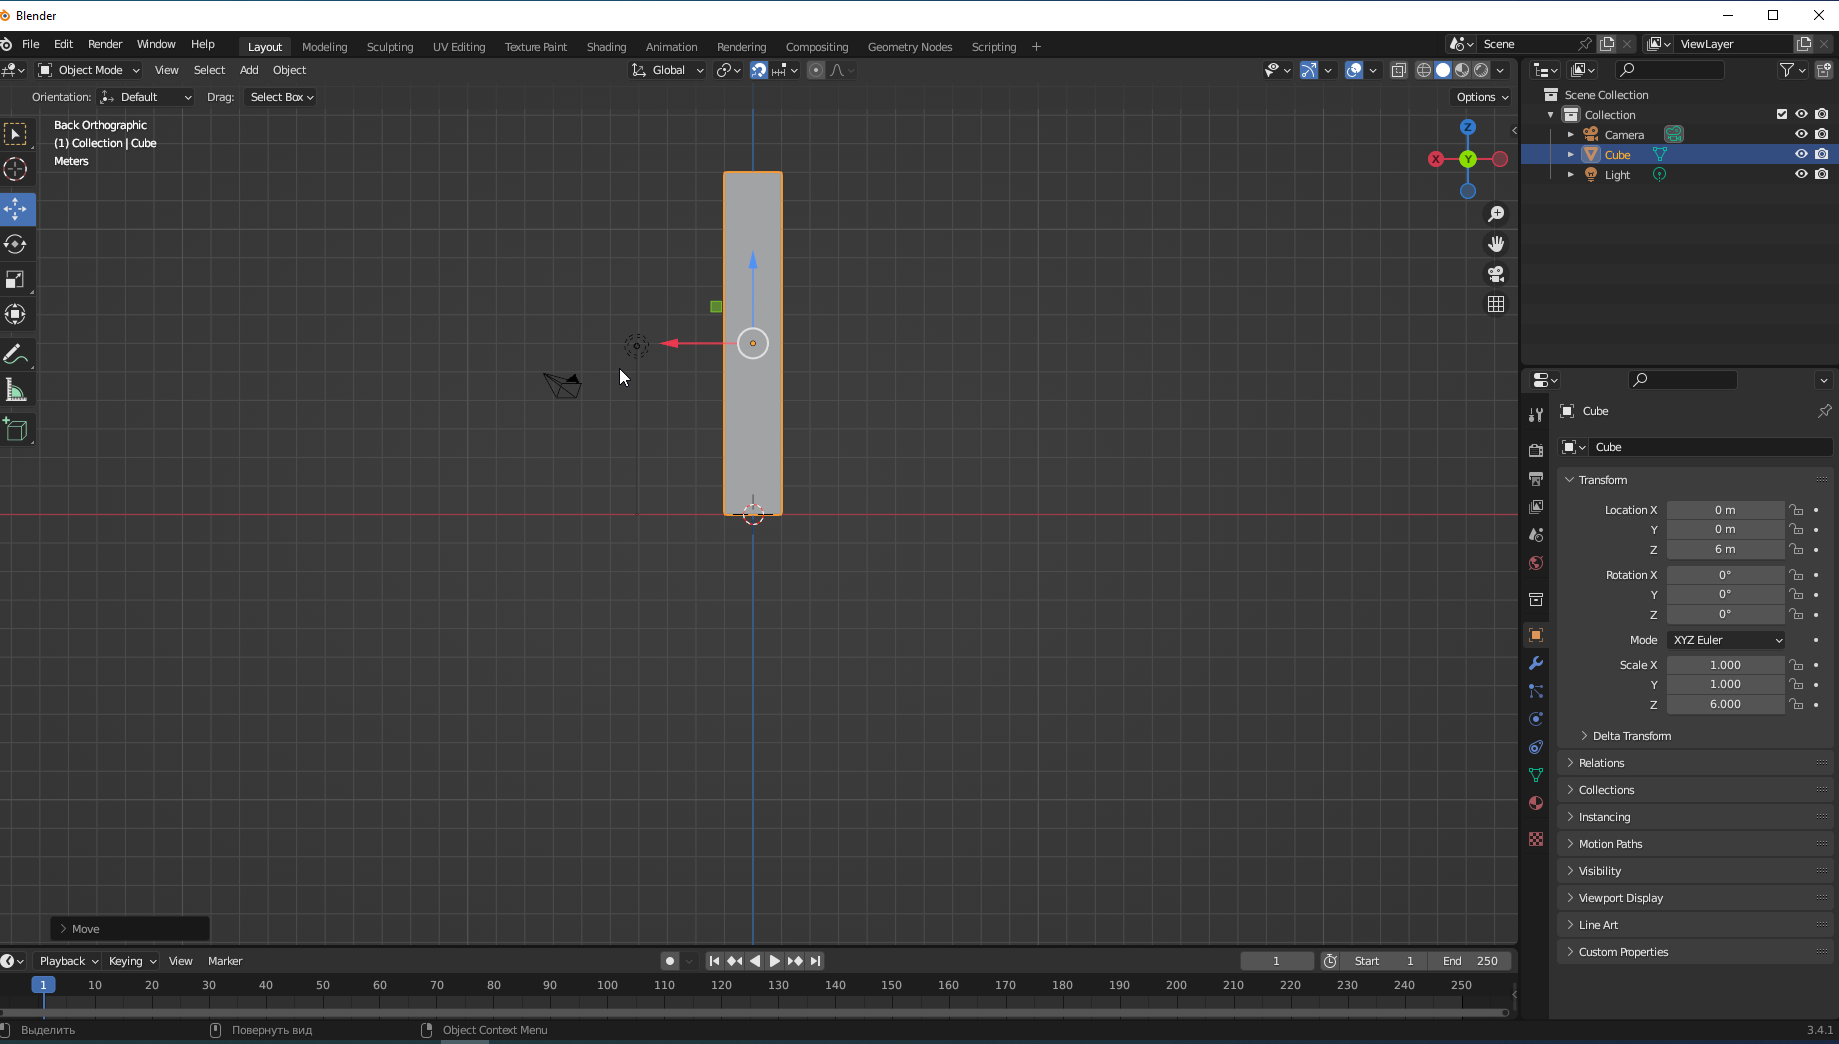 Blender
File Edit Render Window Help Layout Modeling Sculpting UV Editing Texture Paint Shading Animation Rendering Compositing Geometry Nodes Scripting + Scene ViewLayer
Object Mode View Select Add Object Global
Orientation: Default Drag: Select Box Options
Back Orthographic
(1) Collection | Cube
Meters
Z
X Y
Move
Scene Collection
Collection
Camera
Cube
Light
Cube
Cube
Transform
Location X 0 m
Y 0 m
Z 6 m
Rotation X 0°
Y 0°
Z 0°
Mode XYZ Euler
Scale X 1.000
Y 1.000
Z 6.000
Delta Transform
Relations
Collections
Instancing
Motion Paths
Visibility
Viewport Display
Line Art
Custom Properties
Playback Keying View Marker 1 Start 1 End 250
1 10 20 30 40 50 60 70 80 90 100 110 120 130 140 150 160 170 180 190 200 210 220 230 240 250
Выделить Повернуть вид Object Context Menu 3.4.1